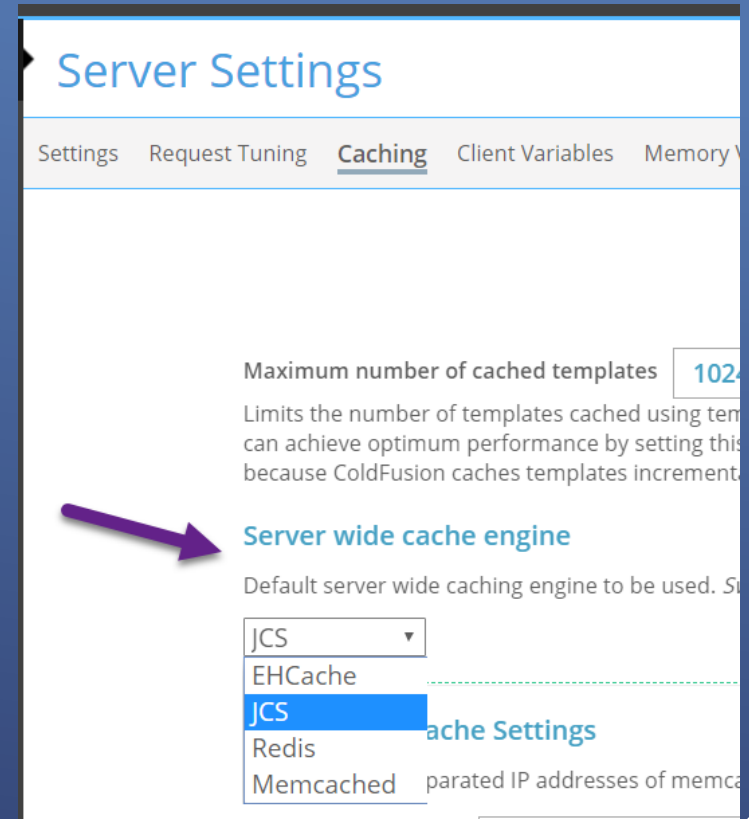 Server Settings
Settings Request Tuning Caching Client Variables Memory
Maximum number of cached templates 1024
Limits the number of templates cached using
can achieve optimum performance by setting this
because ColdFusion caches templates
Server wide cache engine
Default server wide caching engine to be used.
JCS
EHCache
JCS
Redis
Memcached
ache Settings
parated IP addresses of